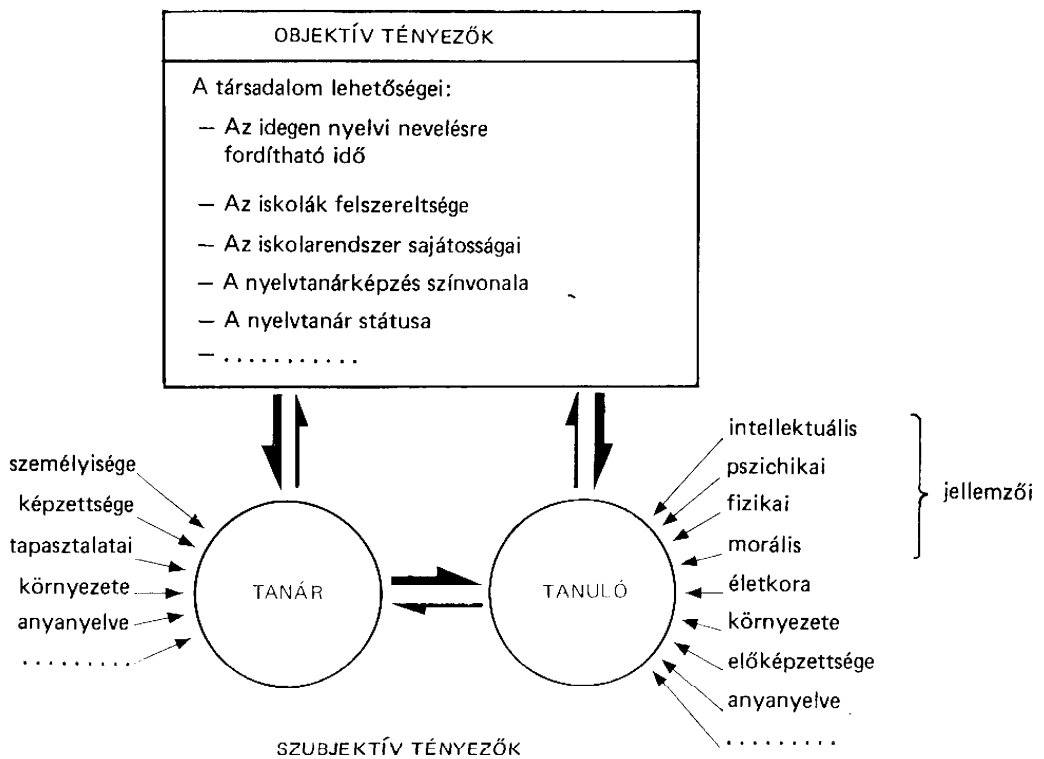 OBJEKTÍV TÉNYEZŐK
A társadalom lehetőségei:
— Az idegen nyelvi nevelésre
fordítható idő
— Az iskolák felszereltsége
— Az iskolarendszer sajátosságai
— A nyelvtanárképzés színvonala
— A nyelvtanár státusa
— . . . . . . . . . . .
személyisége
képzettsége
tapasztalatai
környezete
anyanyelve
. . . . . . . . .
TANÁR
TANULÓ
intellektuális
pszichikai
fizikai
morális
jellemzői
életkora
környezete
előképzettsége
anyanyelve
. . . . . . . . .
SZUBJEKTÍV TÉNYEZŐK